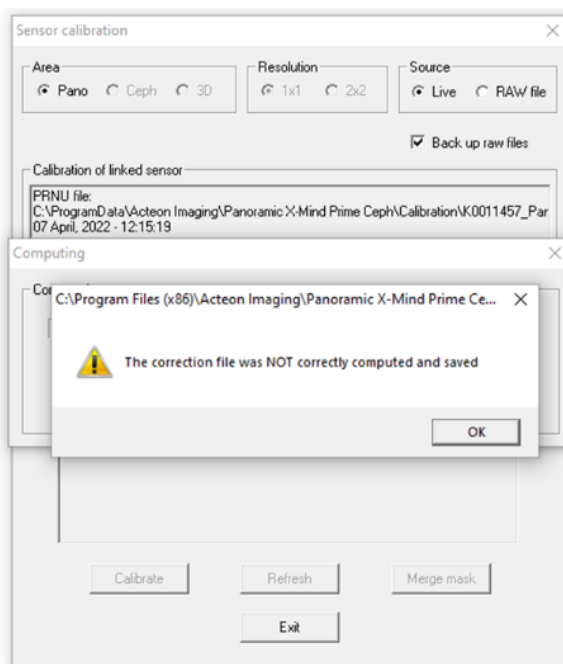 Sensor calibration
Area
Pano Ceph 3D
Resolution
1x1 2x2
Source
Live RAW file
Back up raw files
Calibration of linked sensor
PRNU file:
C:\ProgramData\Acteon Imaging\Panoramic X-Mind Prime Ceph\Calibration\K0011457_Par
07 April, 2022 - 12:15:19
Computing
C:\Program Files (x86)\Acteon Imaging\Panoramic X-Mind Prime Ce...
The correction file was NOT correctly computed and saved
OK
Calibrate Refresh Merge mask
Exit